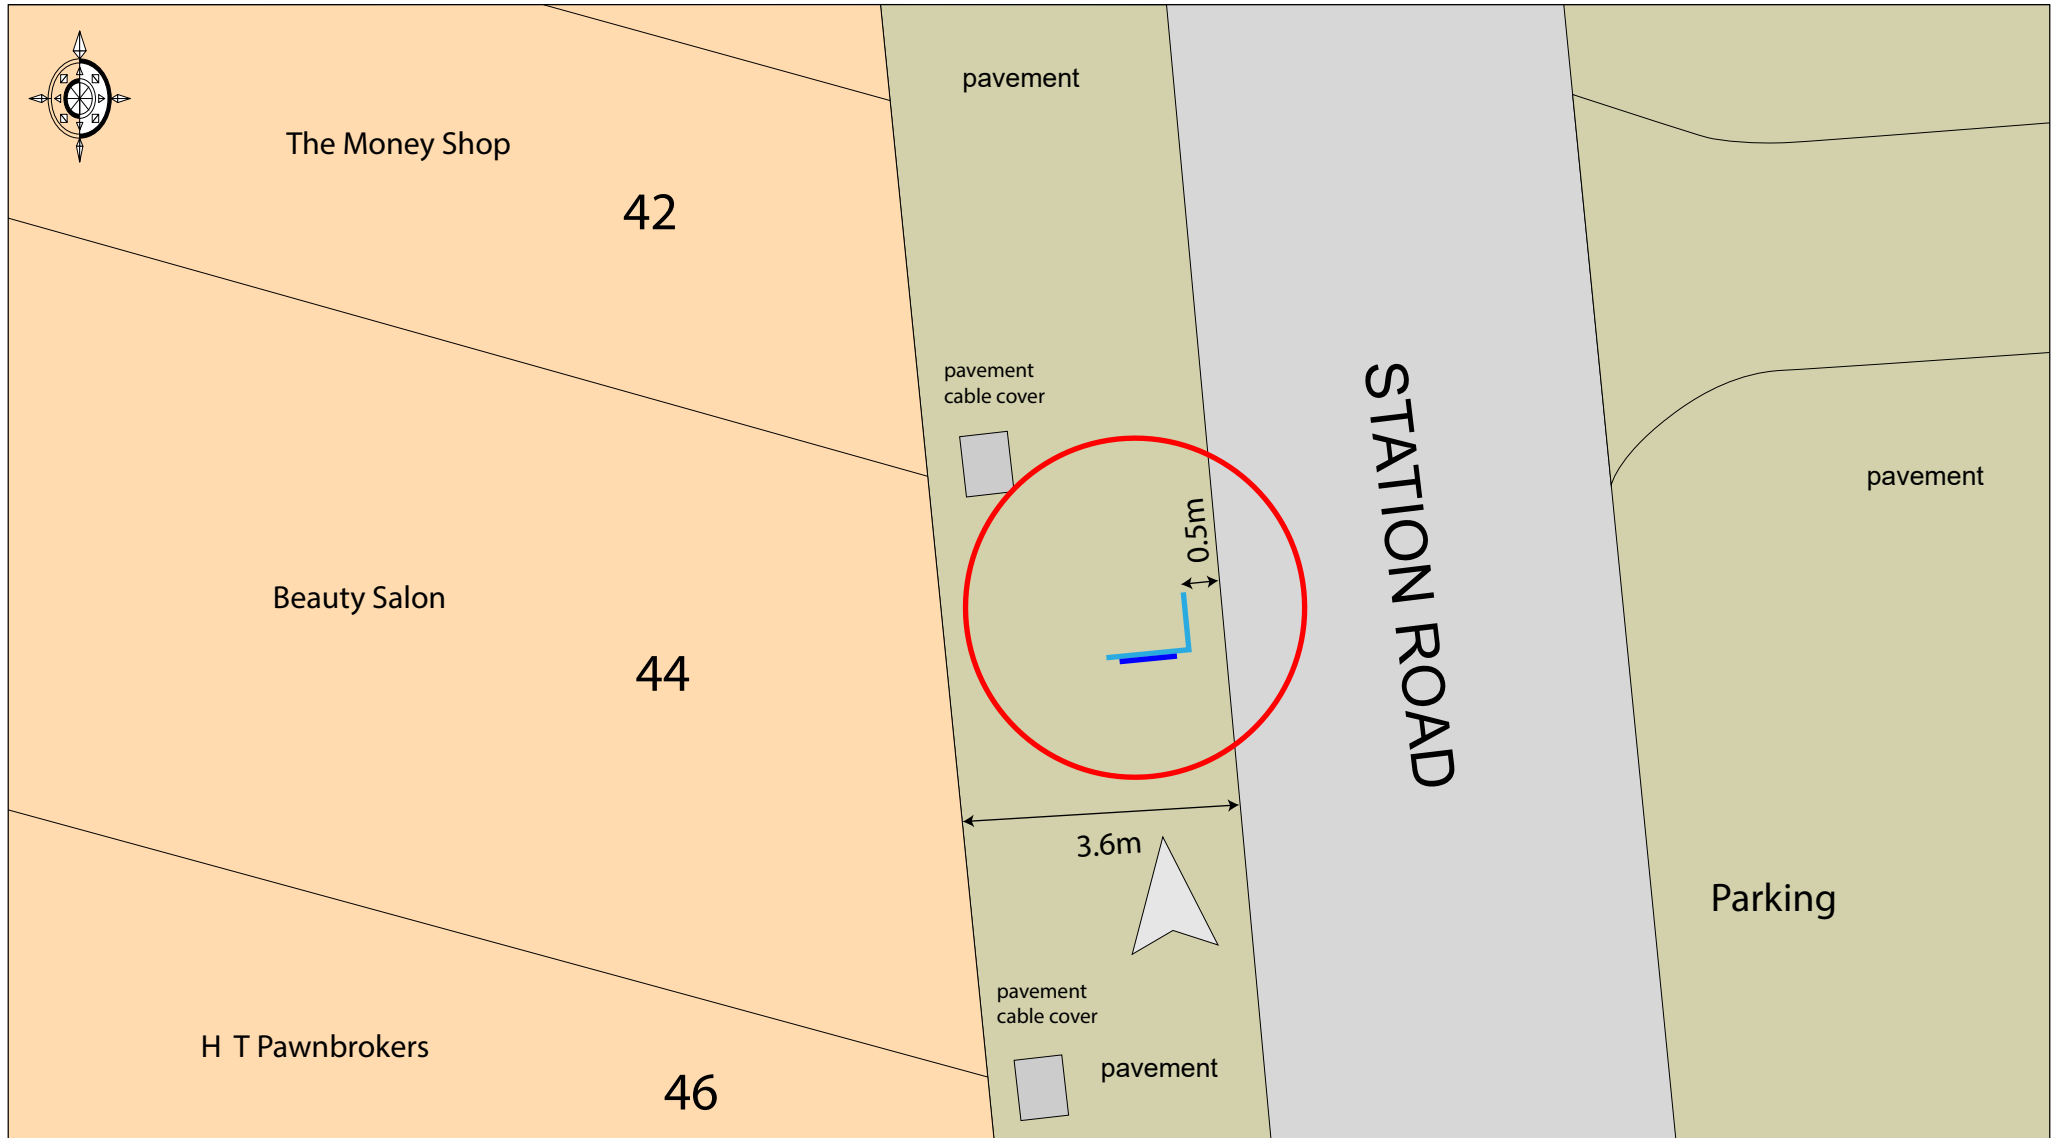 pavement
The Money Shop
42
pavement
cable cover
STATION ROAD
pavement
0.5m
Beauty Salon
44
3.6m
Parking
pavement
cable cover
H T Pawnbrokers
pavement
46